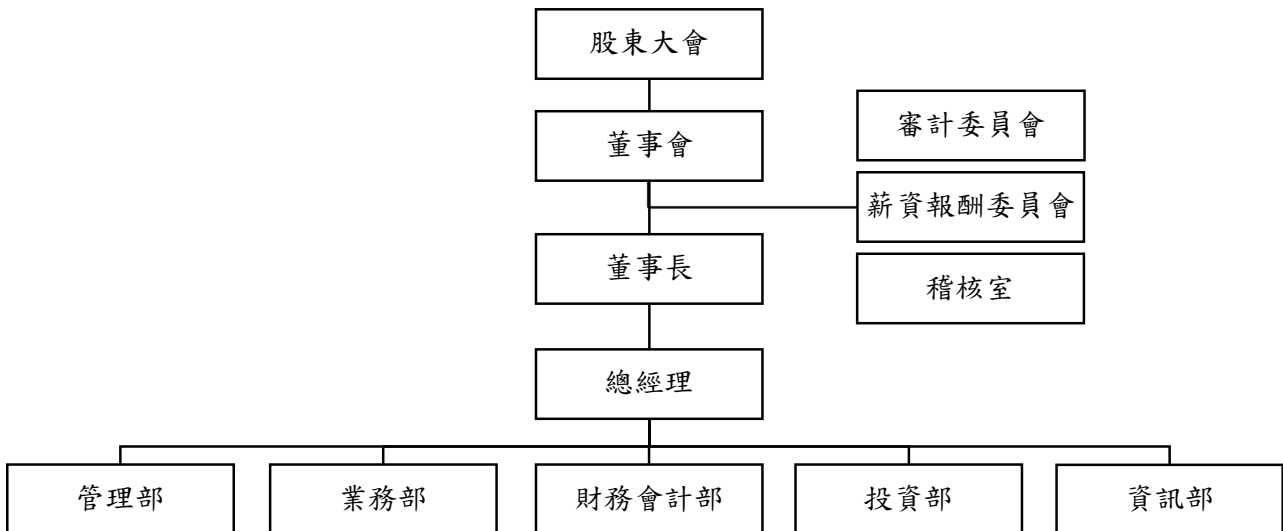 股東大會
董事會
審計委員會
薪資報酬委員會
董事長
稽核室
總經理
管理部
業務部
財務會計部
投資部
資訊部